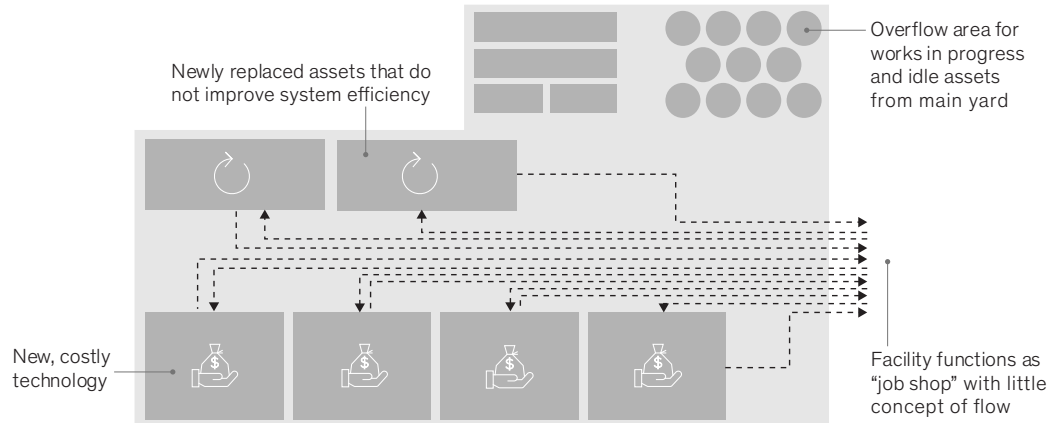 Overflow area for
works in progress
and idle assets
from main yard
Newly replaced assets that do
not improve system efficiency
New, costly
technology
$
$
$
$
Facility functions as
“job shop” with little
concept of flow